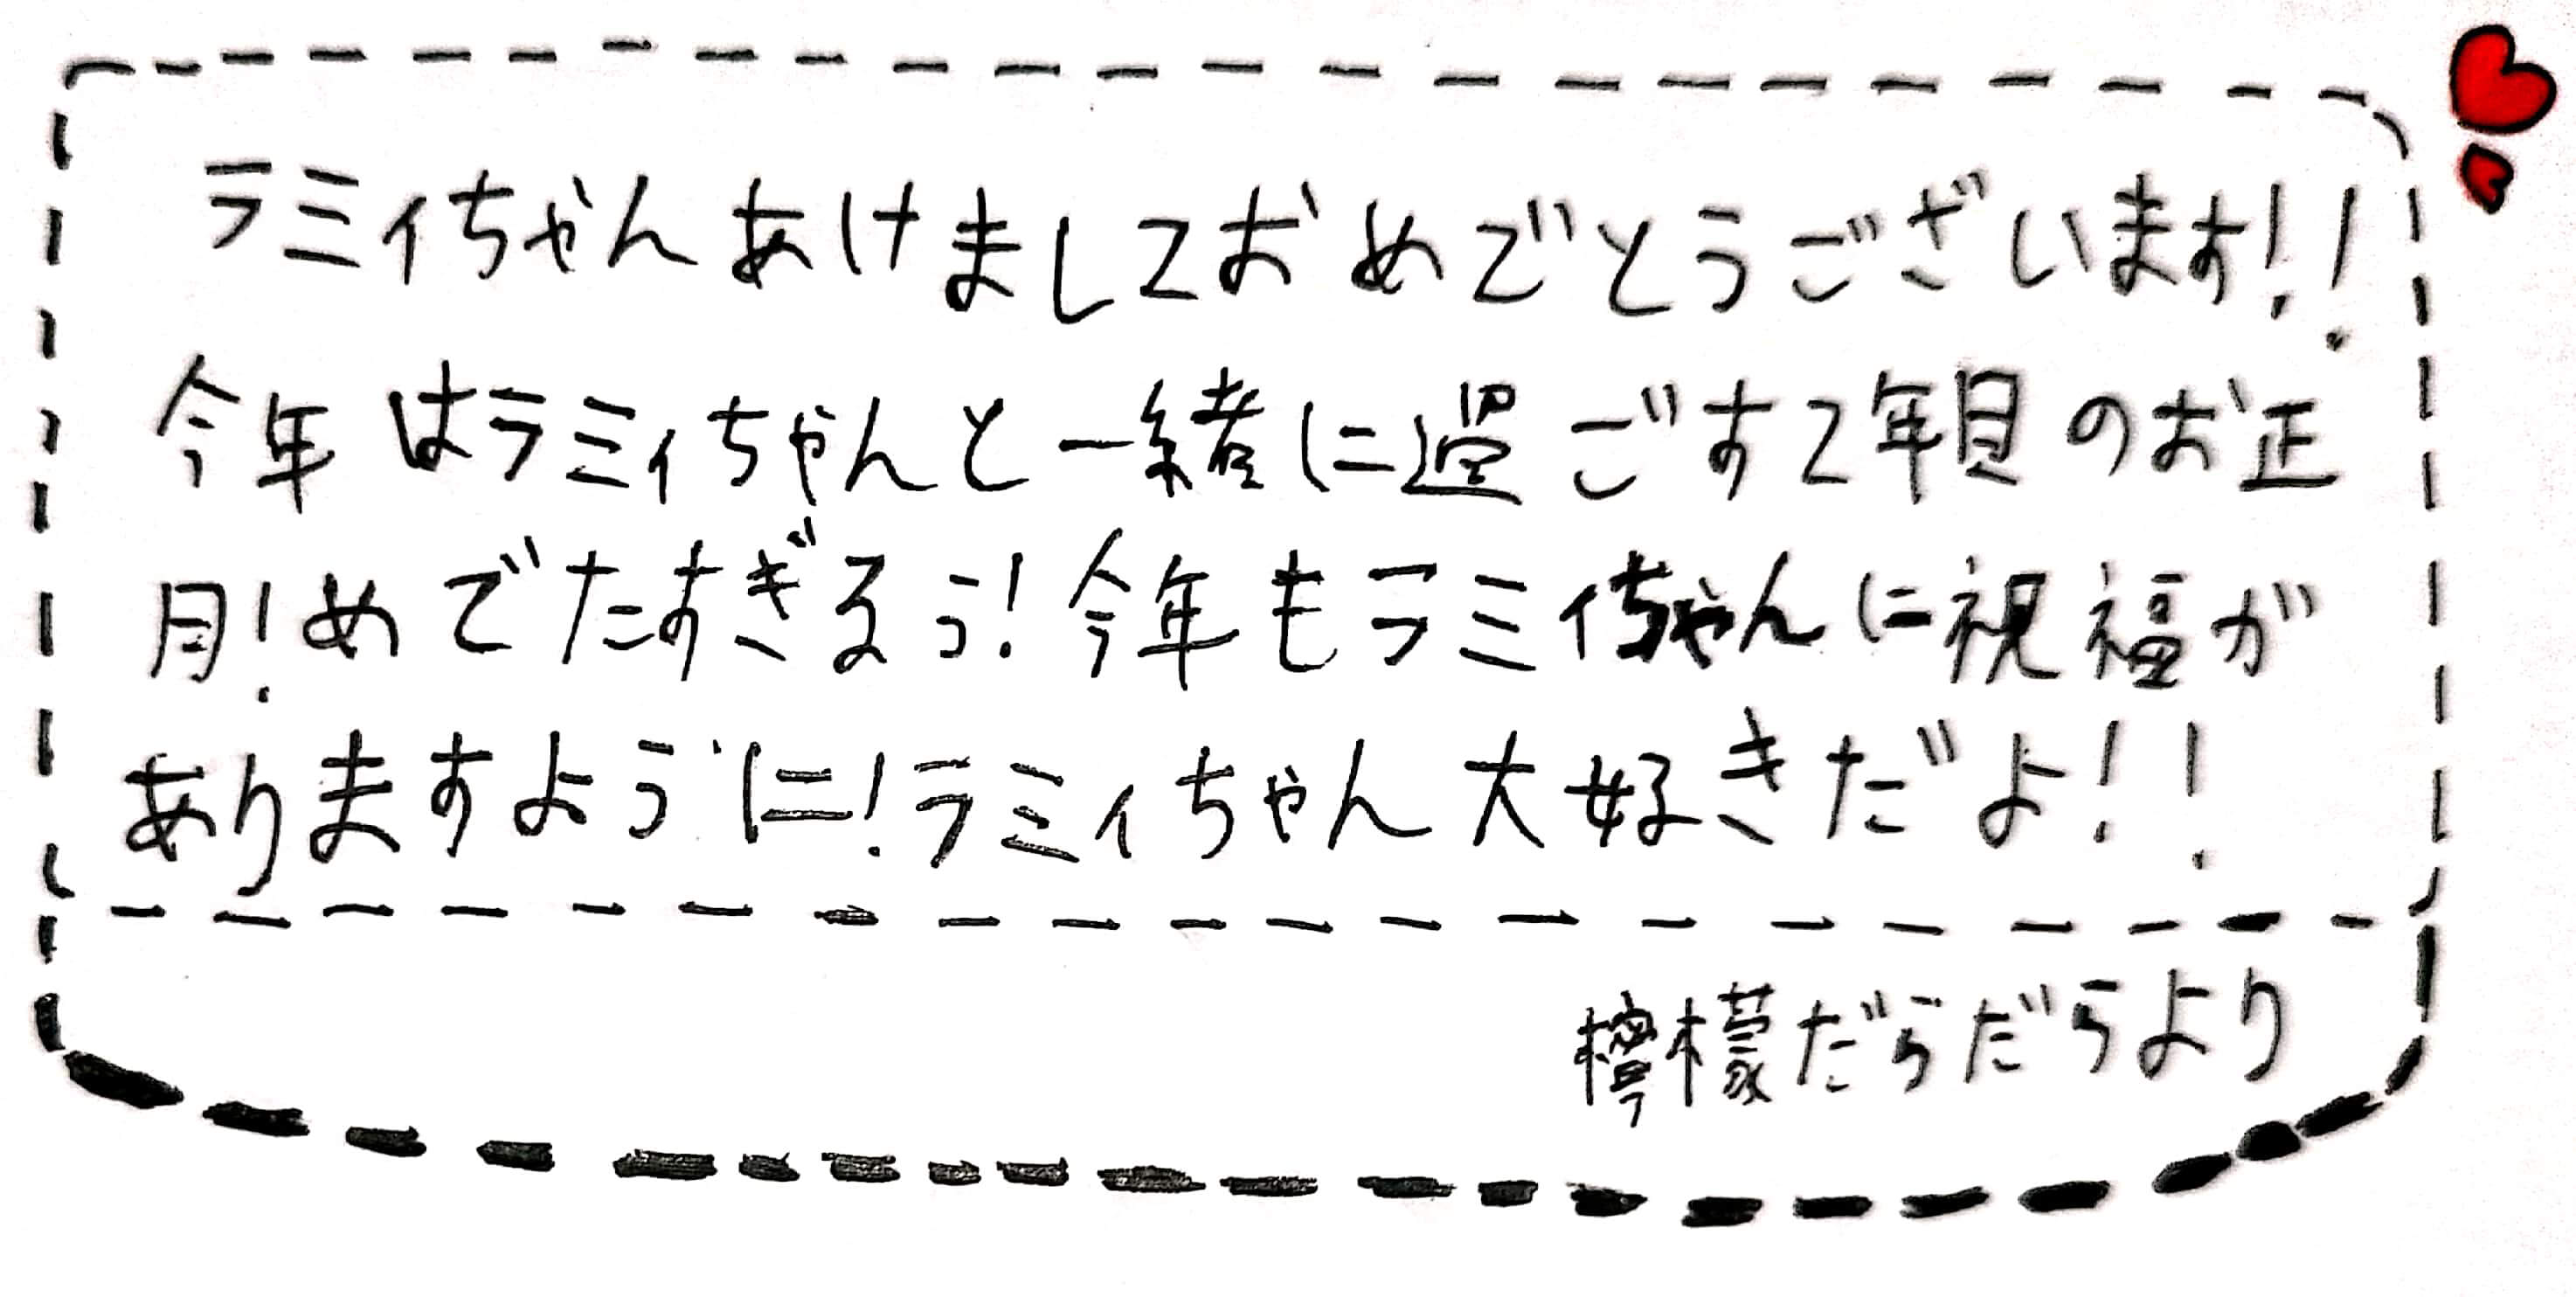 ラミィちゃんあけましておめでとうございます!!
今年はラミィちゃんと一緒に過ごす2年目のお正
月!めでたすぎるぅ!今年もラミィちゃんに祝福が
ありますように!ラミィちゃん大好きだよ!!
檸檬だらだらより